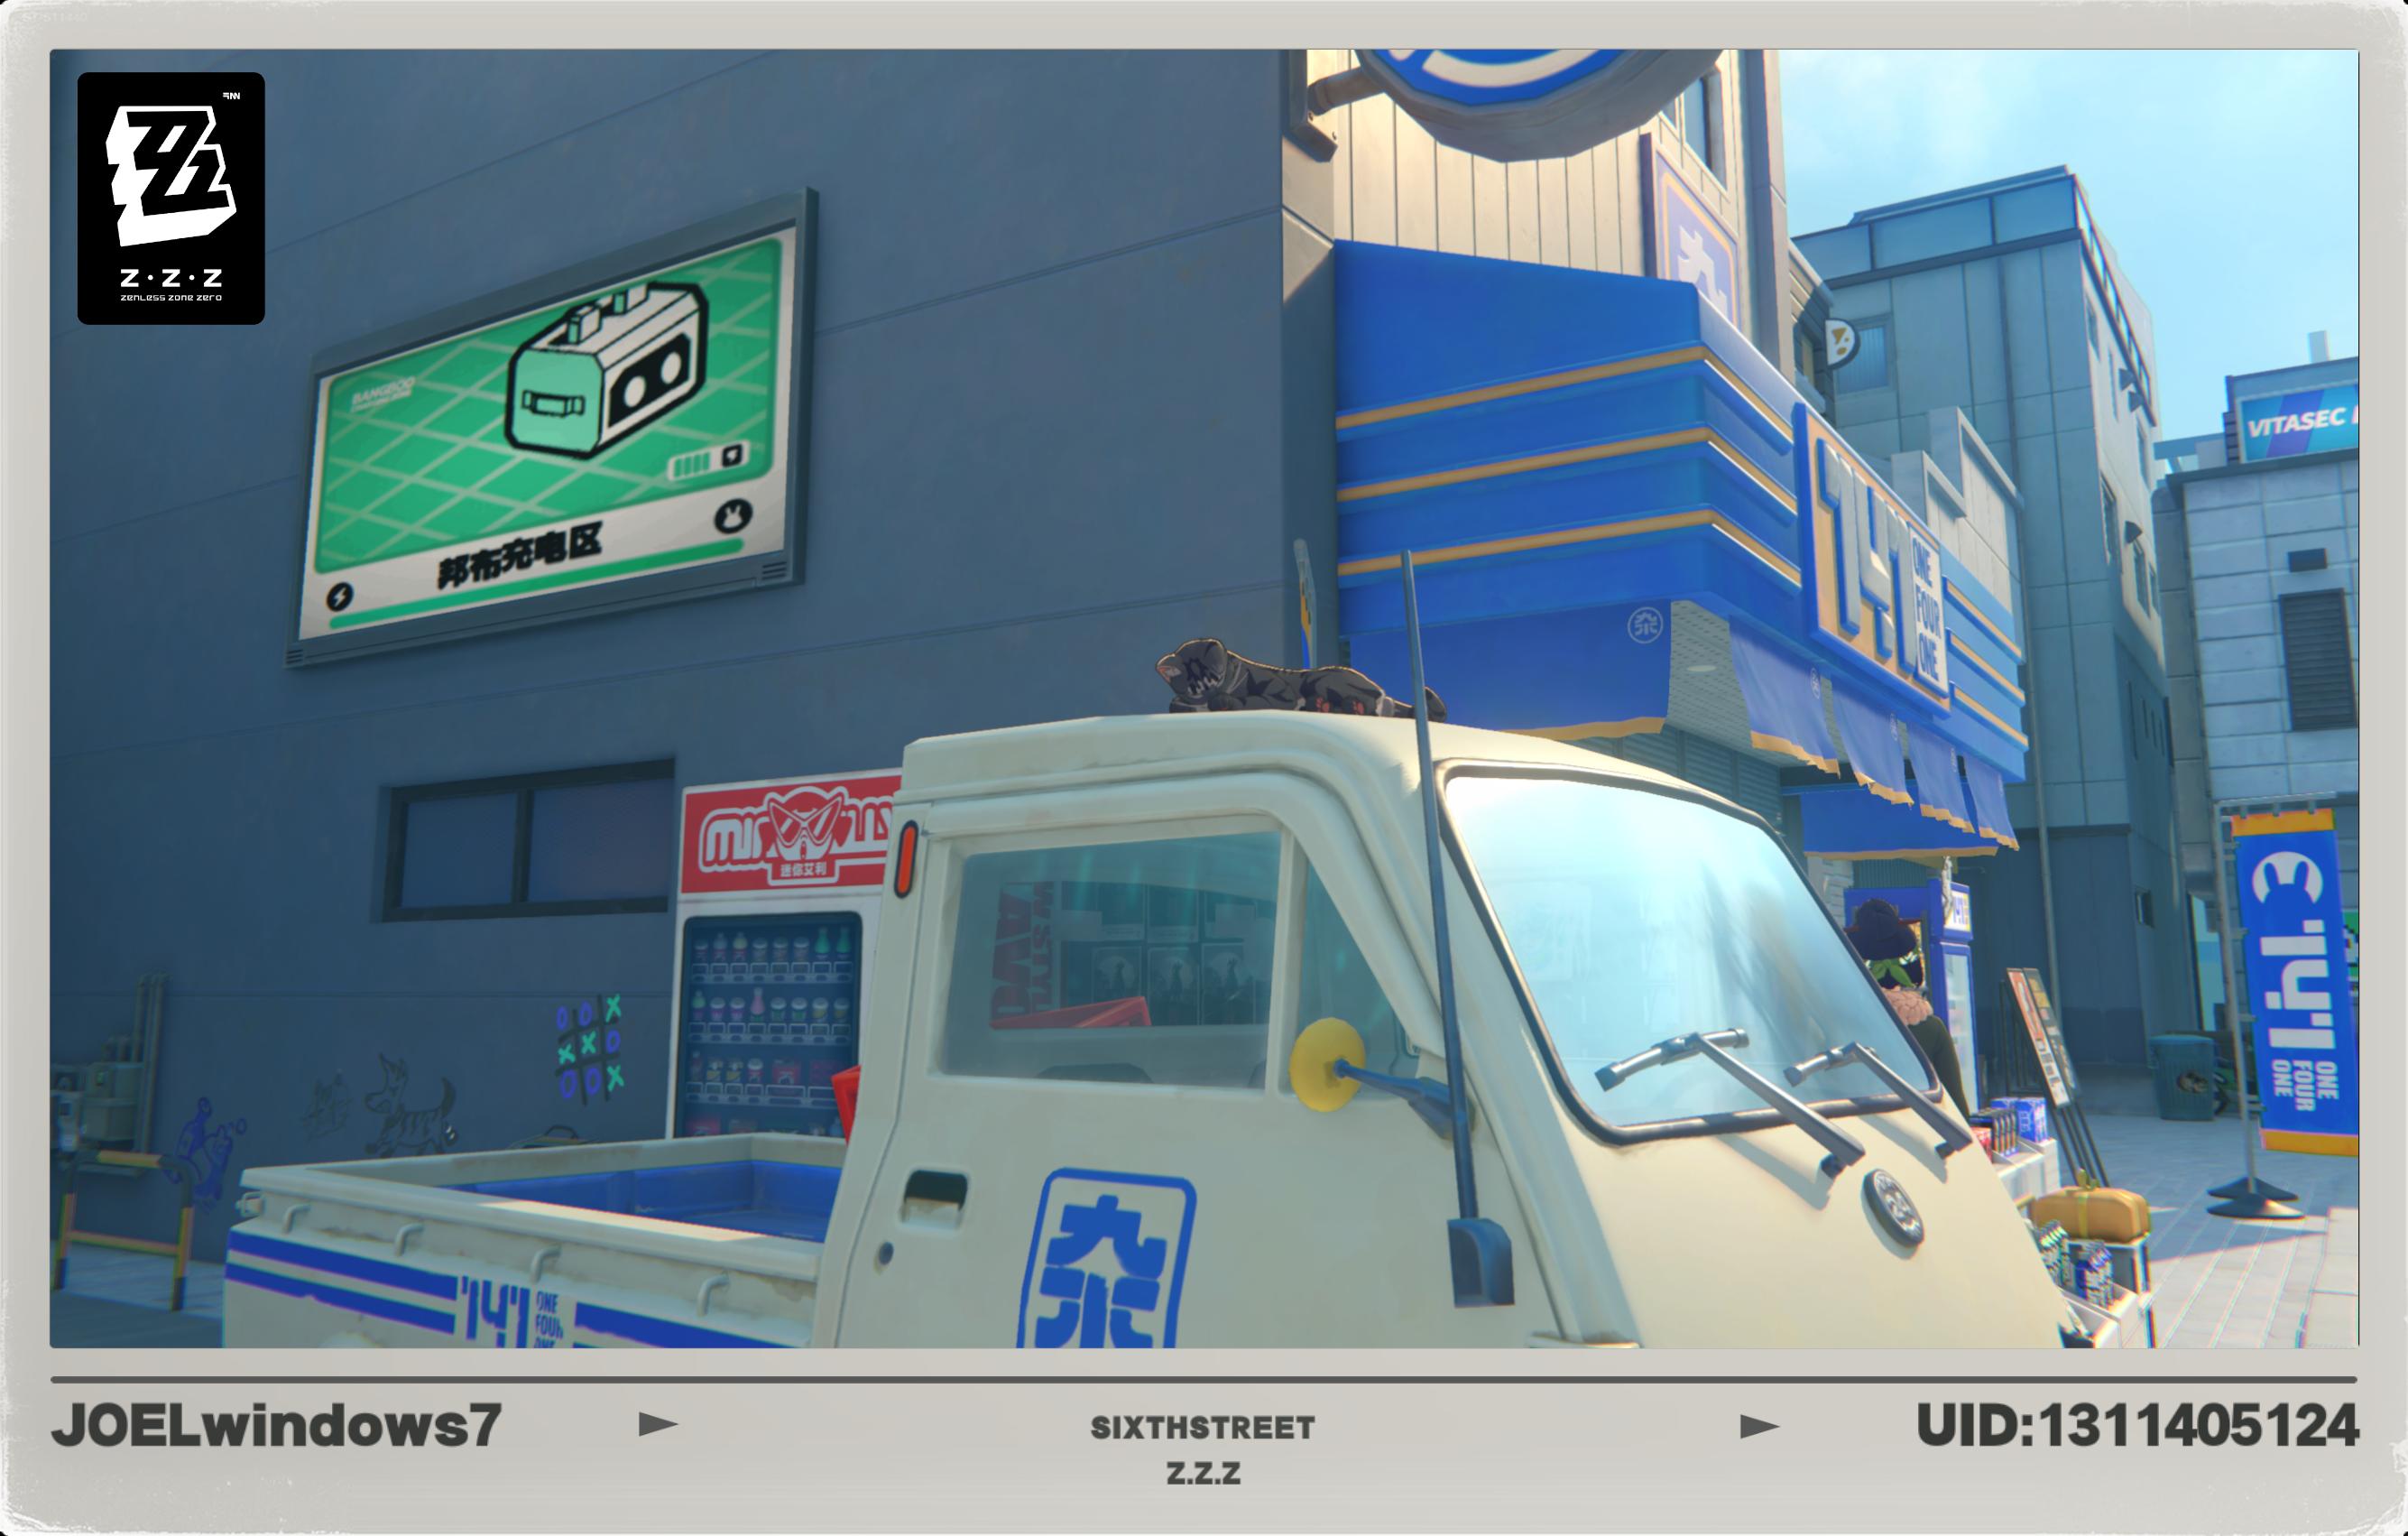 Z·Z·Z
ZENLESS ZONE ZERO
BANGBOO
邦布充电区
141
ONE
FOUR
ONE
VITASEC
迷你艾利
141
ONE
FOUR
ONE
141
ONE
FOUR
JOELwindows7
SIXTHSTREET
Z.Z.Z
UID:1311405124